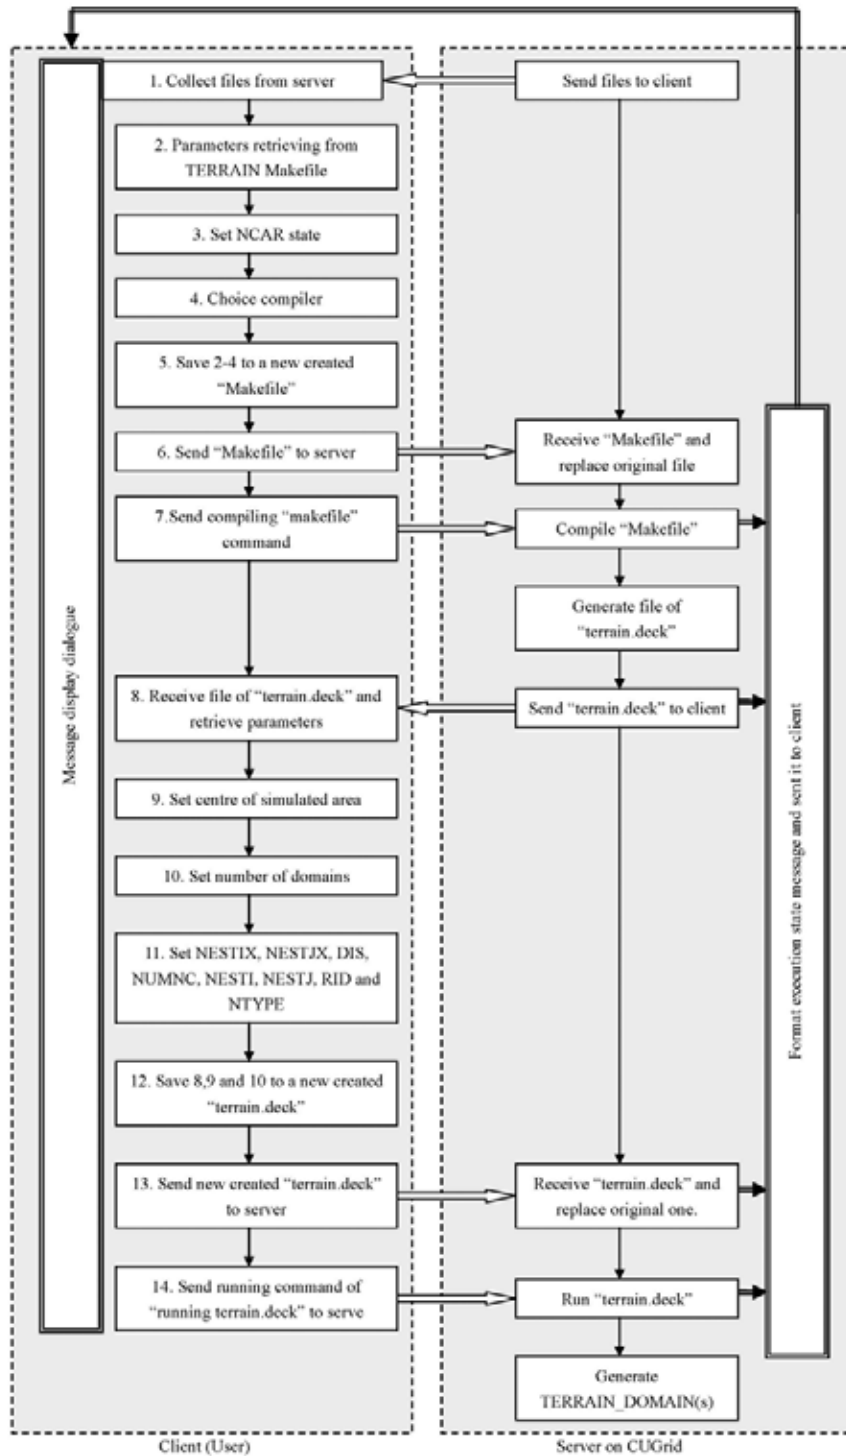 1. Collect files from server
Send files to client
2. Parameters retrieving from
TERRAIN Makefile
3. Set NCAR state
4. Choice compiler
5. Save 2-4 to a new created
“Makefile”
6. Send “Makefile” to server
Receive “Makefile” and
replace original file
7.Send compiling “makefile”
command
Compile “Makefile”
Generate file of
“terrain.deck”
8. Receive file of “terrain.deck” and
retrieve parameters
Send “terrain.deck” to client
9. Set centre of simulated area
10. Set number of domains
11. Set NESTIX, NESTJX, DIS,
NUMNC, NESTI, NESTJ, RID and
NTYPE
12. Save 8,9 and 10 to a new created
“terrain.deck”
13. Send new created “terrain.deck”
to server
Receive “terrain.deck” and
replace original one.
14. Send running command of
“running terrain.deck” to serve
Run “terrain.deck”
Generate
TERRAIN_DOMAIN(s)
Message display dialogue
Format execution state message and sent it to client
Client (User)
Server on CUGrid